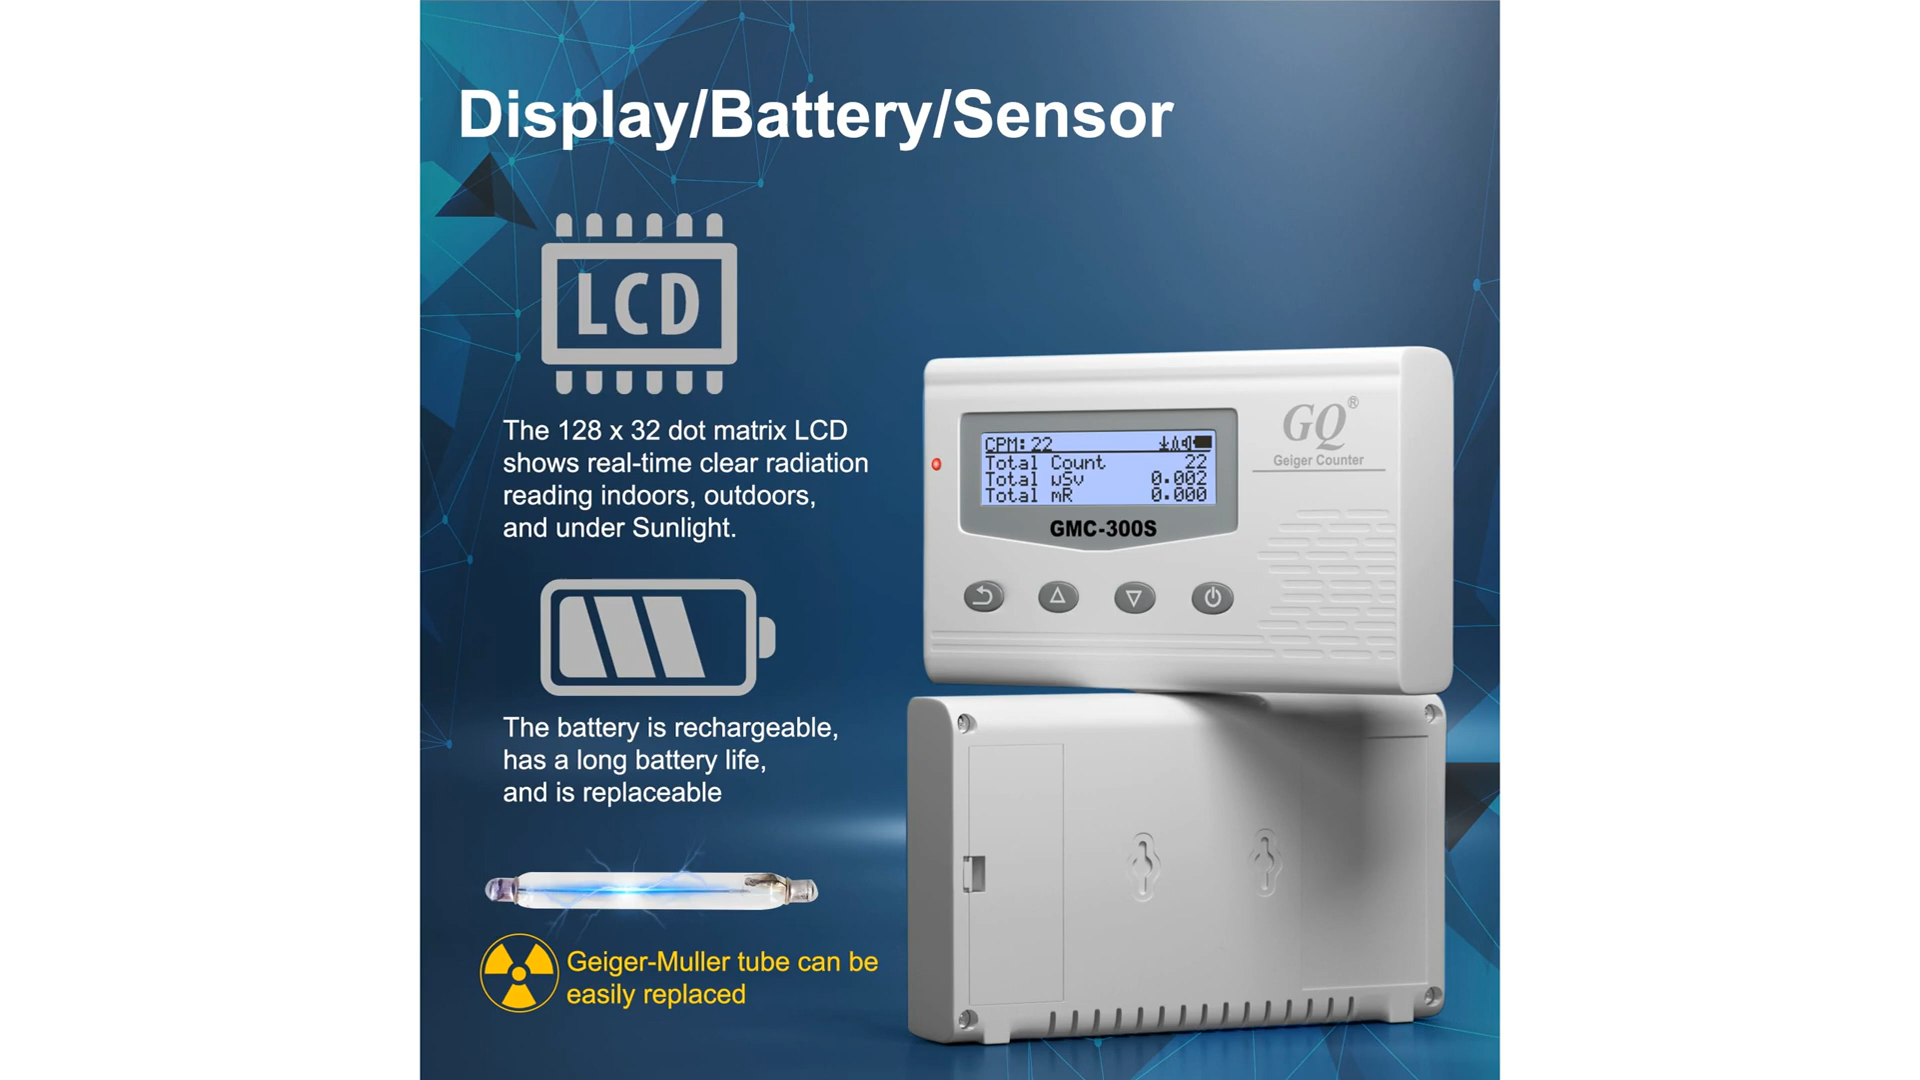 Display/Battery/Sensor
LCD
The 128 x 32 dot matrix LCD
shows real-time clear radiation
reading indoors, outdoors,
and under Sunlight.
The battery is rechargeable,
has a long battery life,
and is replaceable
Geiger-Muller tube can be
easily replaced
GQ®
Geiger Counter
CPM: 22
Total Count 22
Total uSv 0.002
Total mR 0.000
GMC-300S